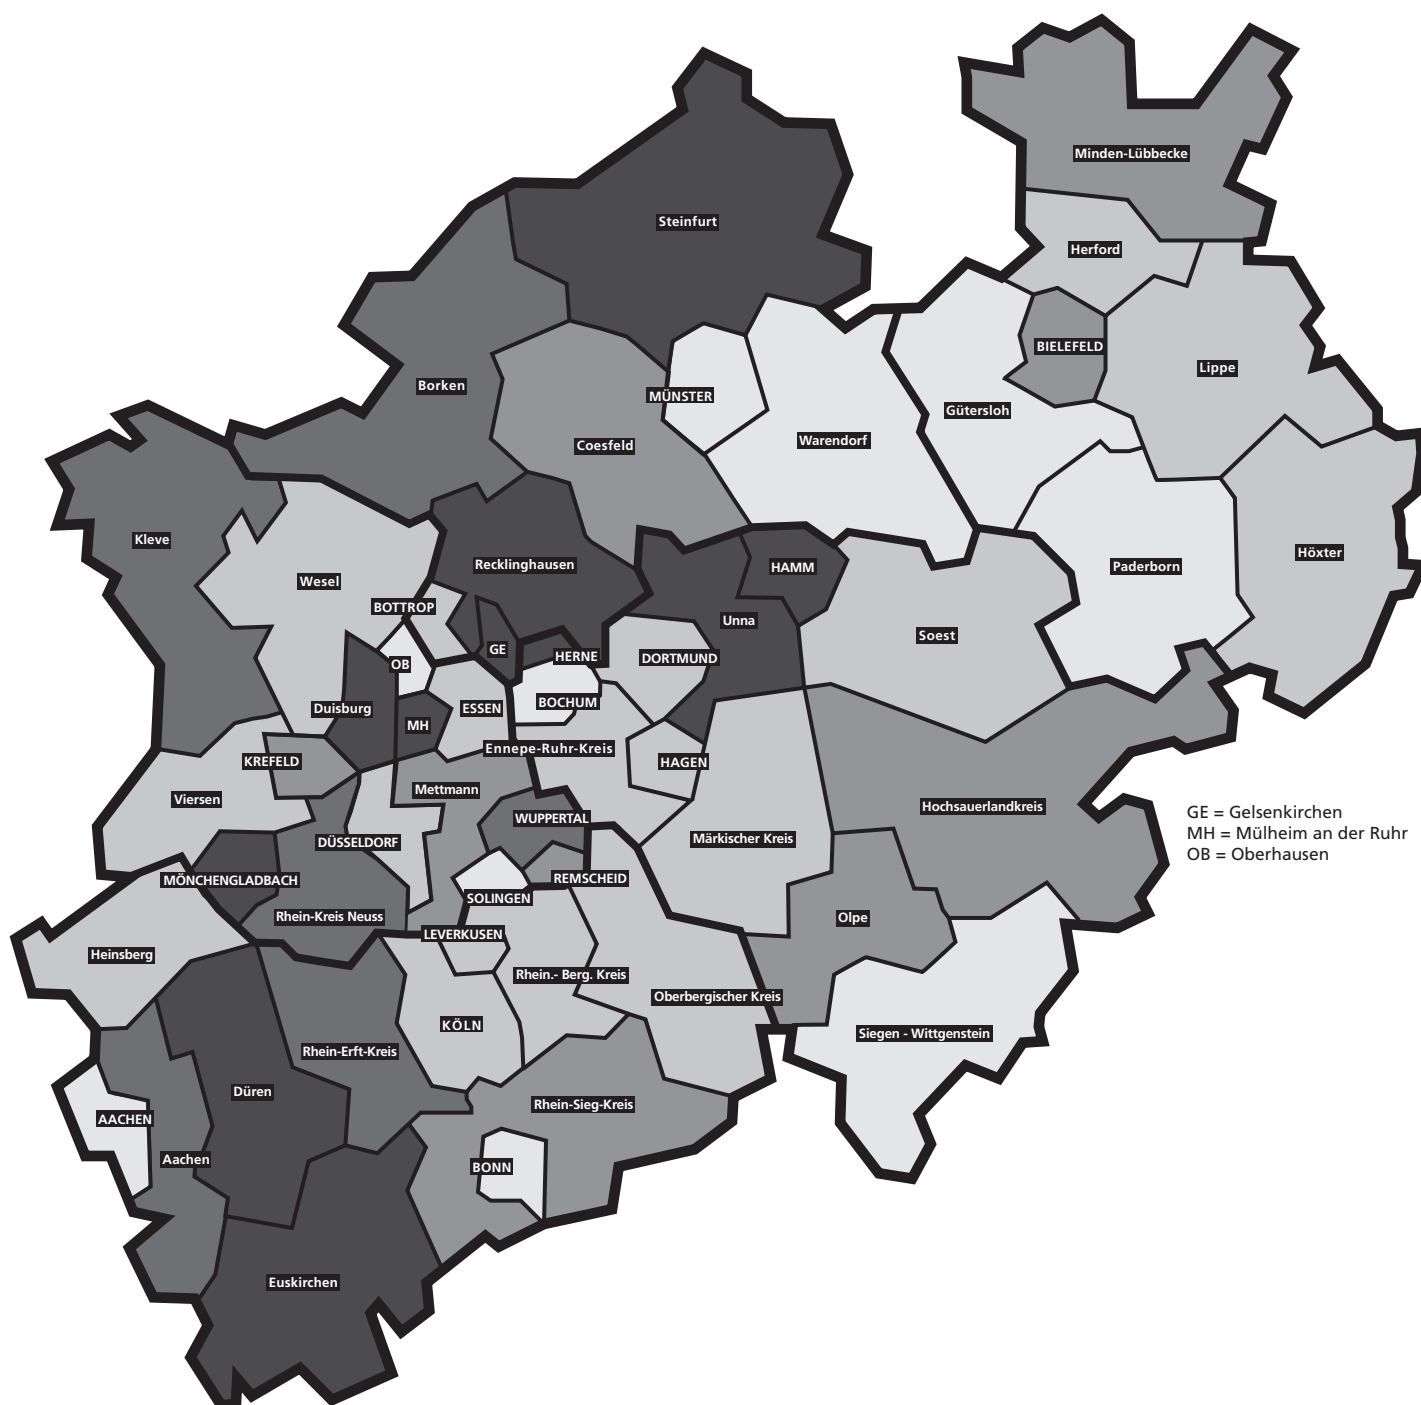 Minden-Lübbecke
Steinfurt
Herford
BIELEFELD
Lippe
Borken
MÜNSTER
Gütersloh
Warendorf
Coesfeld
Kleve
Höxter
Recklinghausen
HAMM
Paderborn
Wesel
BOTTROP
Unna
Soest
GE
HERNE
DORTMUND
OB
BOCHUM
Duisburg
ESSEN
MH
Ennepe-Ruhr-Kreis
KREFELD
HAGEN
Mettmann
Viersen
Hochsauerlandkreis
WUPPERTAL
DÜSSELDORF
Märkischer Kreis
GE = Gelsenkirchen
MH = Mülheim an der Ruhr
OB = Oberhausen
MÖNCHENGLADBACH
REMSCHEID
SOLINGEN
Rhein-Kreis Neuss
Olpe
LEVERKUSEN
Heinsberg
Rhein.- Berg. Kreis
Oberbergischer Kreis
KÖLN
Siegen - Wittgenstein
Rhein-Erft-Kreis
Düren
Rhein-Sieg-Kreis
AACHEN
Aachen
BONN
Euskirchen